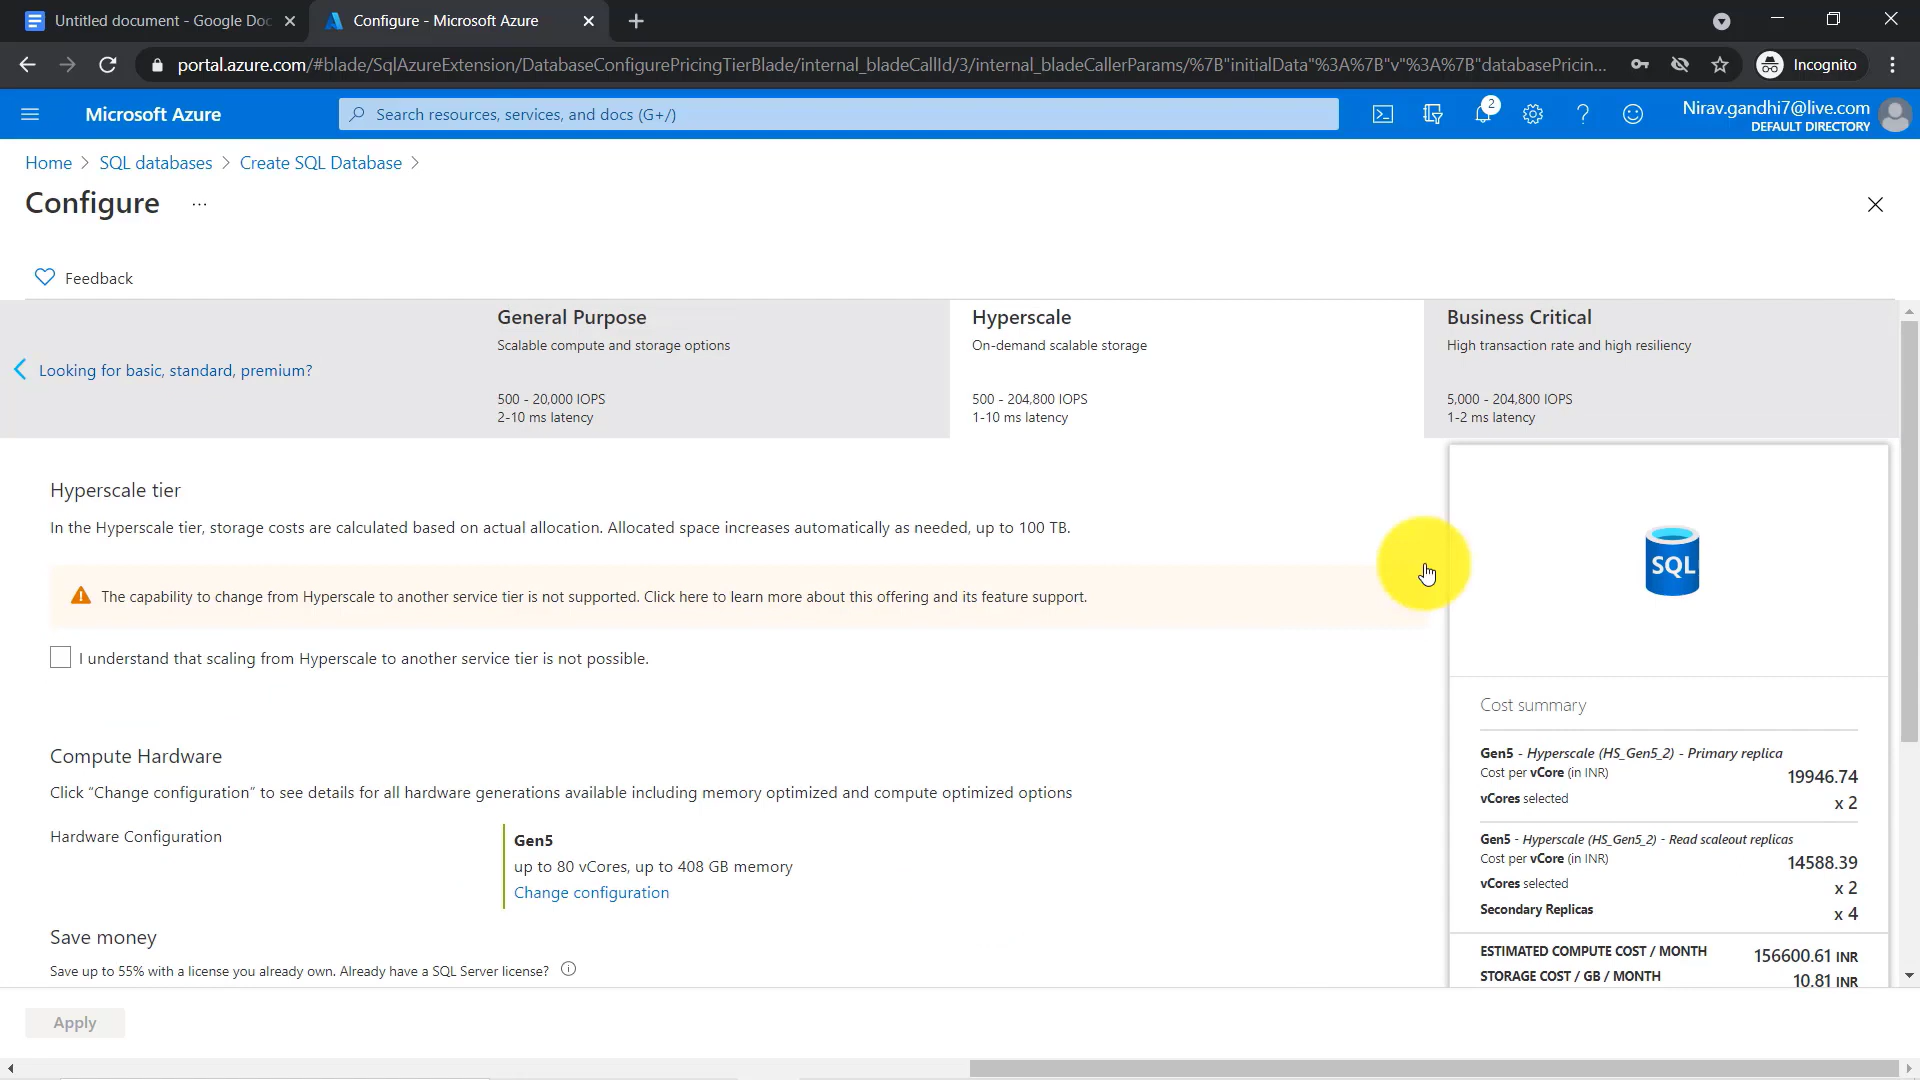 Untitled document - Google Doc
Configure - Microsoft Azure
portal.azure.com/#blade/SqlAzureExtension/DatabaseConfigurePricingTierBlade/internal_bladeCallId/3/internal_bladeCallerParams/%7B"initialData"%3A%7B"v"%3A%7B"databasePricin...
Incognito
Microsoft Azure
Search resources, services, and docs (G+/)
2
Nirav.gandhi7@live.com
DEFAULT DIRECTORY
Home > SQL databases > Create SQL Database >
Configure ...
Feedback
Looking for basic, standard, premium?
General Purpose
Scalable compute and storage options
500 - 20,000 IOPS
2-10 ms latency
Hyperscale
On-demand scalable storage
500 - 204,800 IOPS
1-10 ms latency
Business Critical
High transaction rate and high resiliency
5,000 - 204,800 IOPS
1-2 ms latency
Hyperscale tier
In the Hyperscale tier, storage costs are calculated based on actual allocation. Allocated space increases automatically as needed, up to 100 TB.
The capability to change from Hyperscale to another service tier is not supported. Click here to learn more about this offering and its feature support.
I understand that scaling from Hyperscale to another service tier is not possible.
Compute Hardware
Click “Change configuration” to see details for all hardware generations available including memory optimized and compute optimized options
Hardware Configuration
Gen5
up to 80 vCores, up to 408 GB memory
Change configuration
Save money
Save up to 55% with a license you already own. Already have a SQL Server license?
SQL
Cost summary
Gen5 - Hyperscale (HS_Gen5_2) - Primary replica
Cost per vCore (in INR) 19946.74
vCores selected x 2
Gen5 - Hyperscale (HS_Gen5_2) - Read scaleout replicas
Cost per vCore (in INR) 14588.39
vCores selected x 2
Secondary Replicas x 4
ESTIMATED COMPUTE COST / MONTH 156600.61 INR
STORAGE COST / GB / MONTH 10.81 INR
Apply